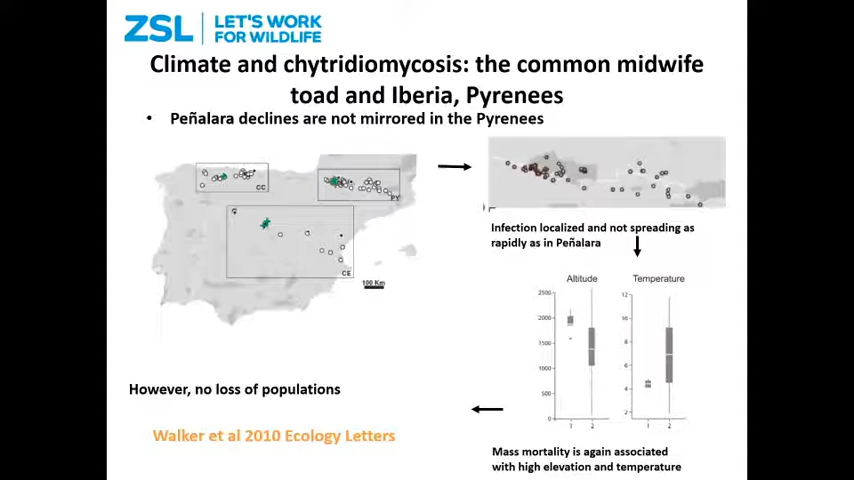 ZSL LET'S WORK
FOR WILDLIFE
Climate and chytridiomycosis: the common midwife
toad and Iberia, Pyrenees
• Peñalara declines are not mirrored in the Pyrenees
CC
PY
CE
100 Km
Infection localized and not spreading as
rapidly as in Peñalara
Altitude
2500
2000
1500
1000
500
0
1 2
Temperature
12
10
8
6
4
2
1 2
However, no loss of populations
Walker et al 2010 Ecology Letters
Mass mortality is again associated
with high elevation and temperature